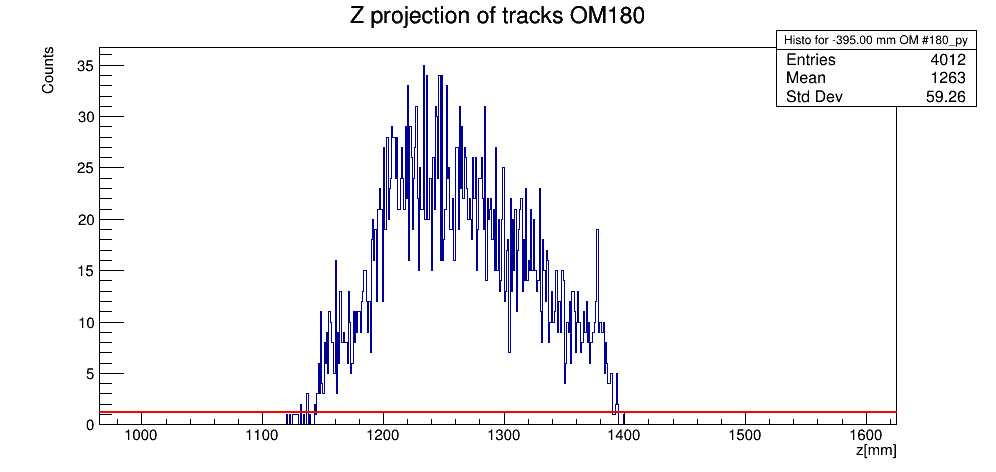 Z projection of tracks OM180
Histo for -395.00 mm OM #180_py
Entries 4012
Mean 1263
Std Dev 59.26
Counts
35
30
25
20
15
10
5
0
1000 1100 1200 1300 1400 1500 1600
z[mm]